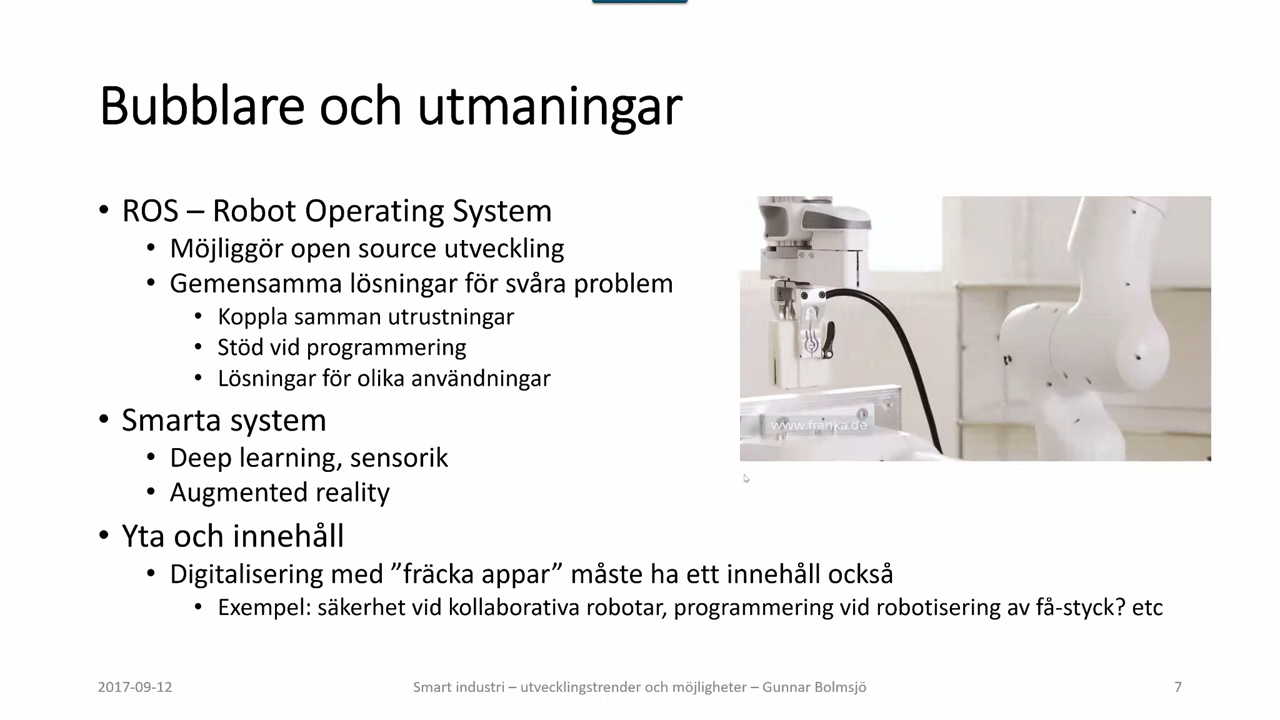 Bubblare och utmaningar
• ROS – Robot Operating System
• Möjliggör open source utveckling
• Gemensamma lösningar för svåra problem
• Koppla samman utrustningar
• Stöd vid programmering
• Lösningar för olika användningar
• Smarta system
• Deep learning, sensorik
• Augmented reality
• Yta och innehåll
• Digitalisering med ”fräcka appar” måste ha ett innehåll också
• Exempel: säkerhet vid kollaborativa robotar, programmering vid robotisering av få-styck? etc
www.franka.de
2017-09-12
Smart industri – utvecklingstrender och möjligheter – Gunnar Bolmsjö
7